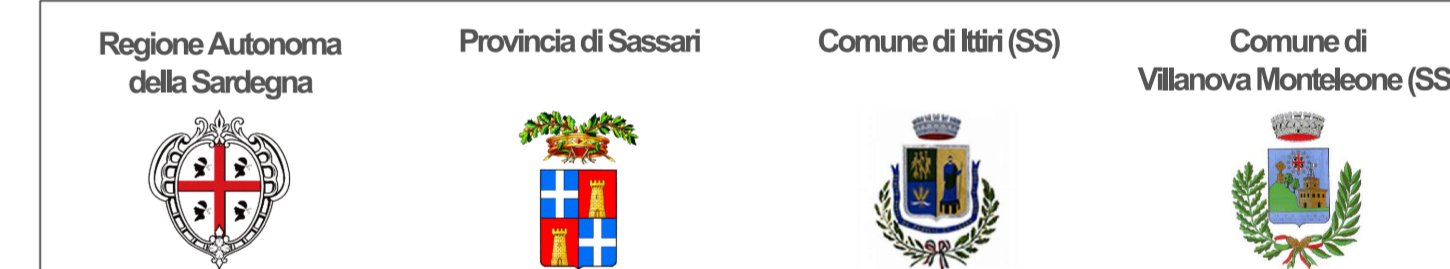 Regione Autonoma
della Sardegna
Provincia di Sassari
Comune di Ittiri (SS)
Comune di
Villanova Monteleone (SS